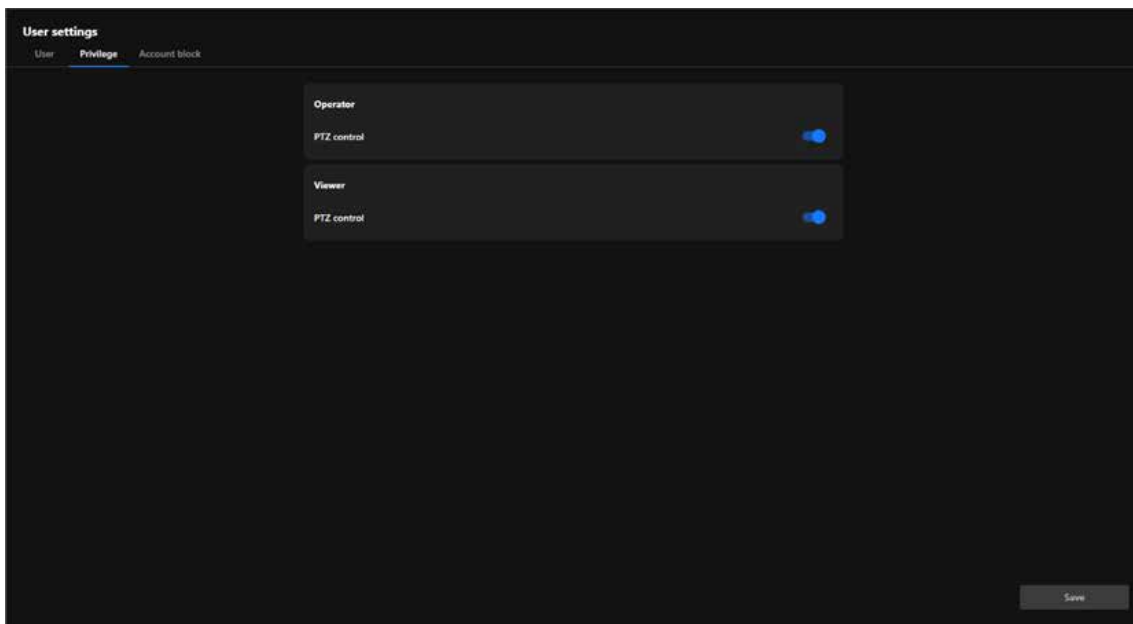 User settings
User Privilege Account block
Operator
PTZ control
Viewer
PTZ control
Save